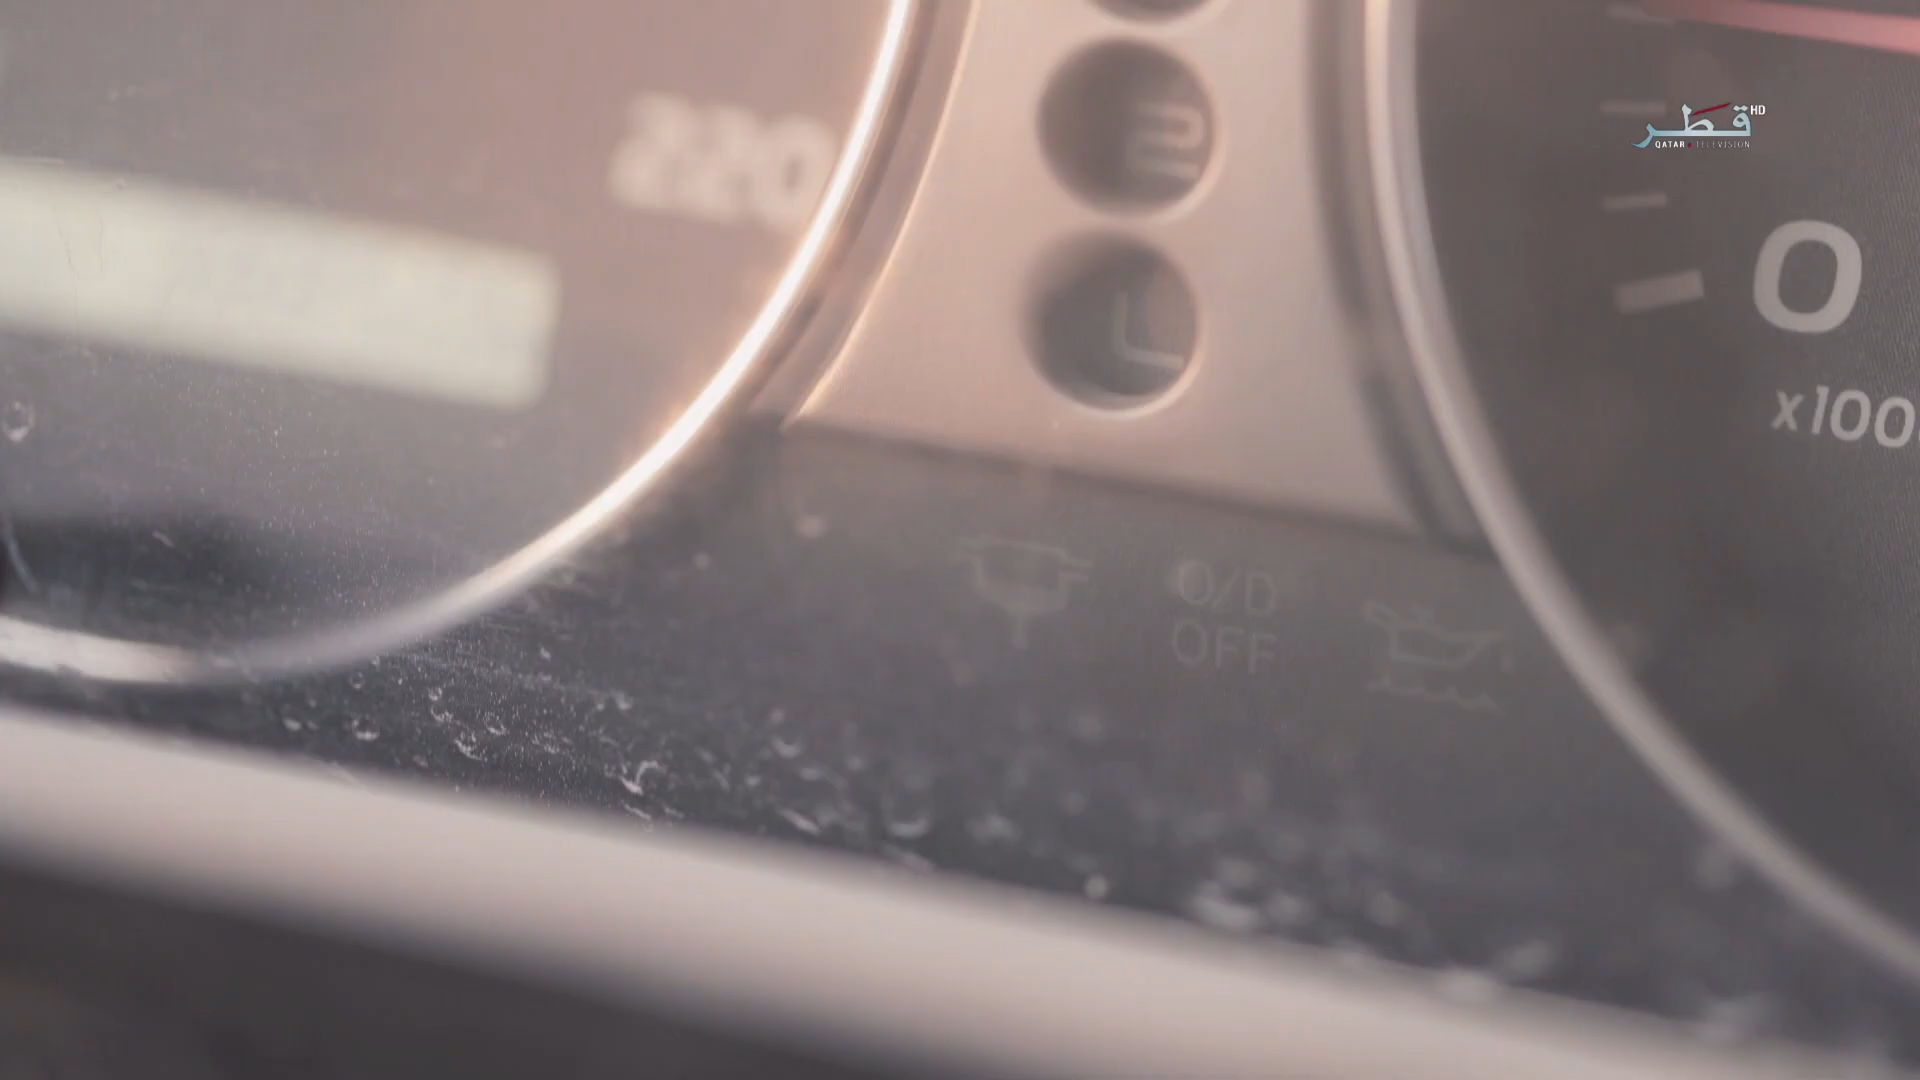 220
2
L
قطر HD
QATAR TELEVISION
0
x100
O/D
OFF